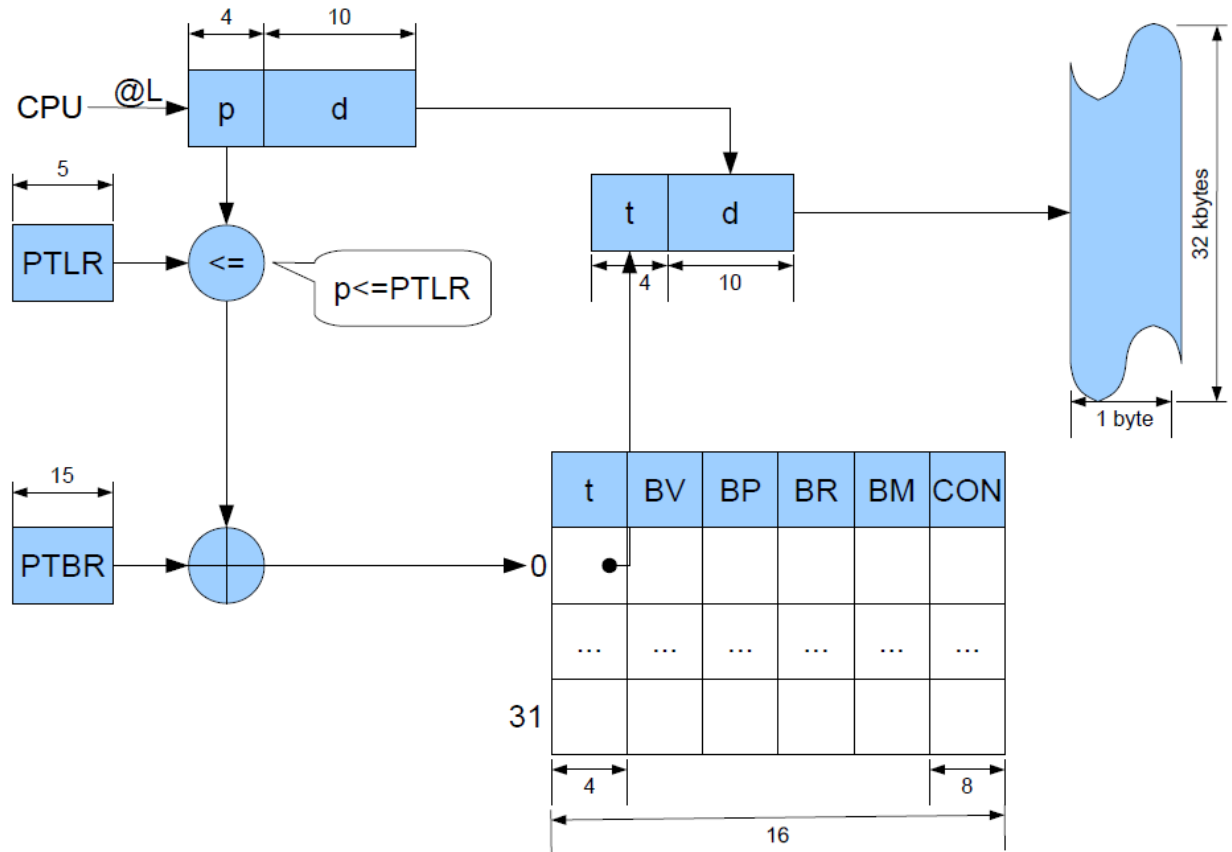 4
10
CPU
@L
p
d
5
PTLR
<=
p<=PTLR
t
d
4
10
32 kbytes
1 byte
15
PTBR
t
BV
BP
BR
BM
CON
0
...
...
...
...
...
...
31
4
8
16